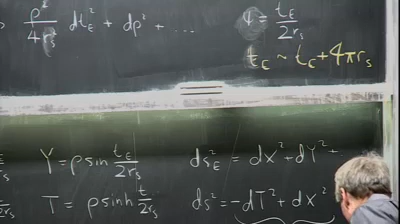 ρ²/4r_s² dt_E² + dρ² + ...
φ = t_E/2r_s
t_E ~ t_E + 4πr_s
Y = ρ sin t_E/2r_s
ds_E² = dX² + dY² +
T = ρ sinh t/2r_s
ds² = -dT² + dX²